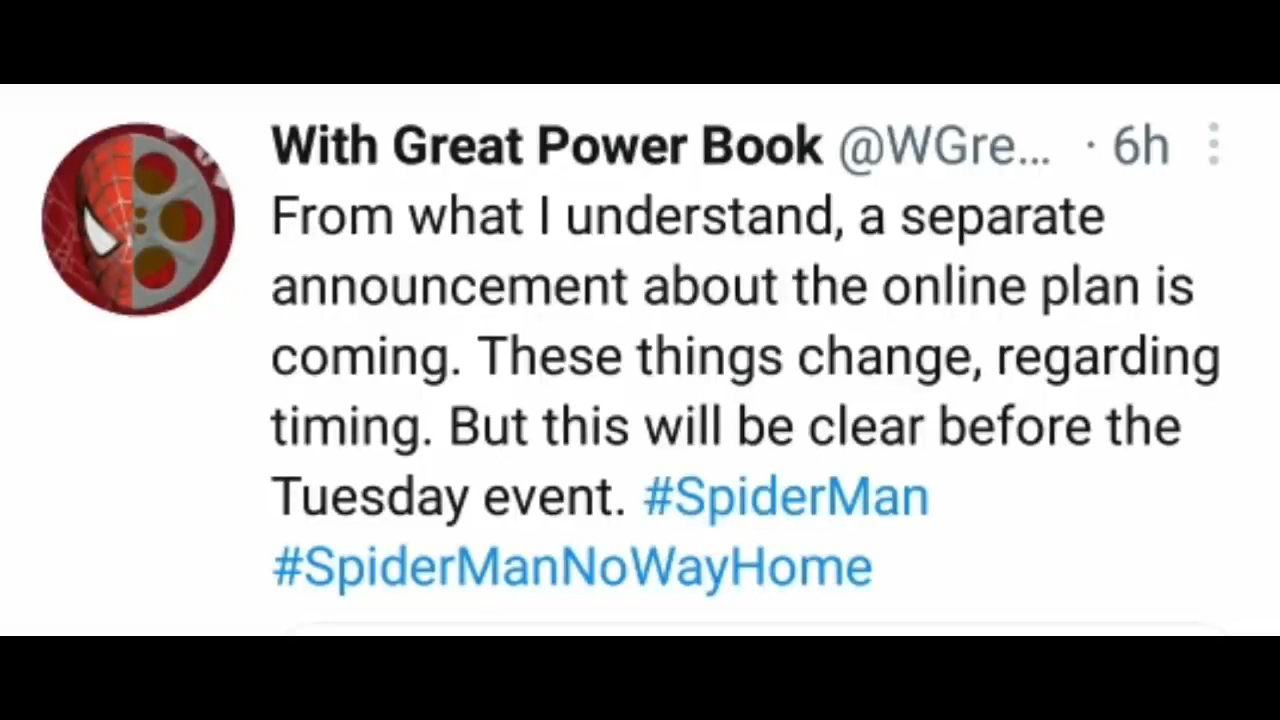 With Great Power Book @WGre... · 6h
From what I understand, a separate
announcement about the online plan is
coming. These things change, regarding
timing. But this will be clear before the
Tuesday event. #SpiderMan
#SpiderManNoWayHome